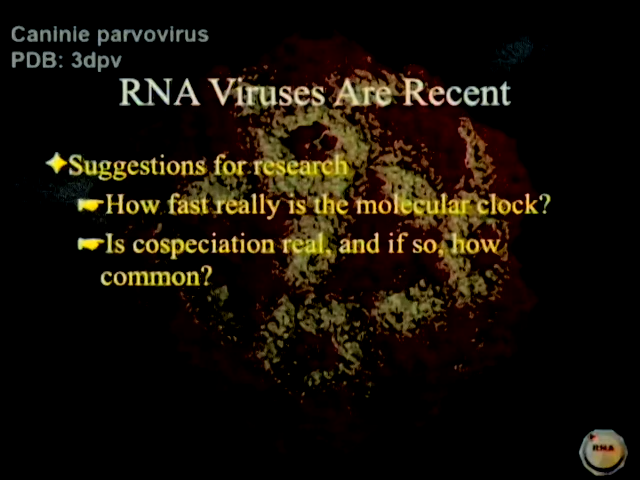 Caninie parvovirus
PDB: 3dpv
RNA Viruses Are Recent
Suggestions for research
How fast really is the molecular clock?
Is cospeciation real, and if so, how
common?
RNA